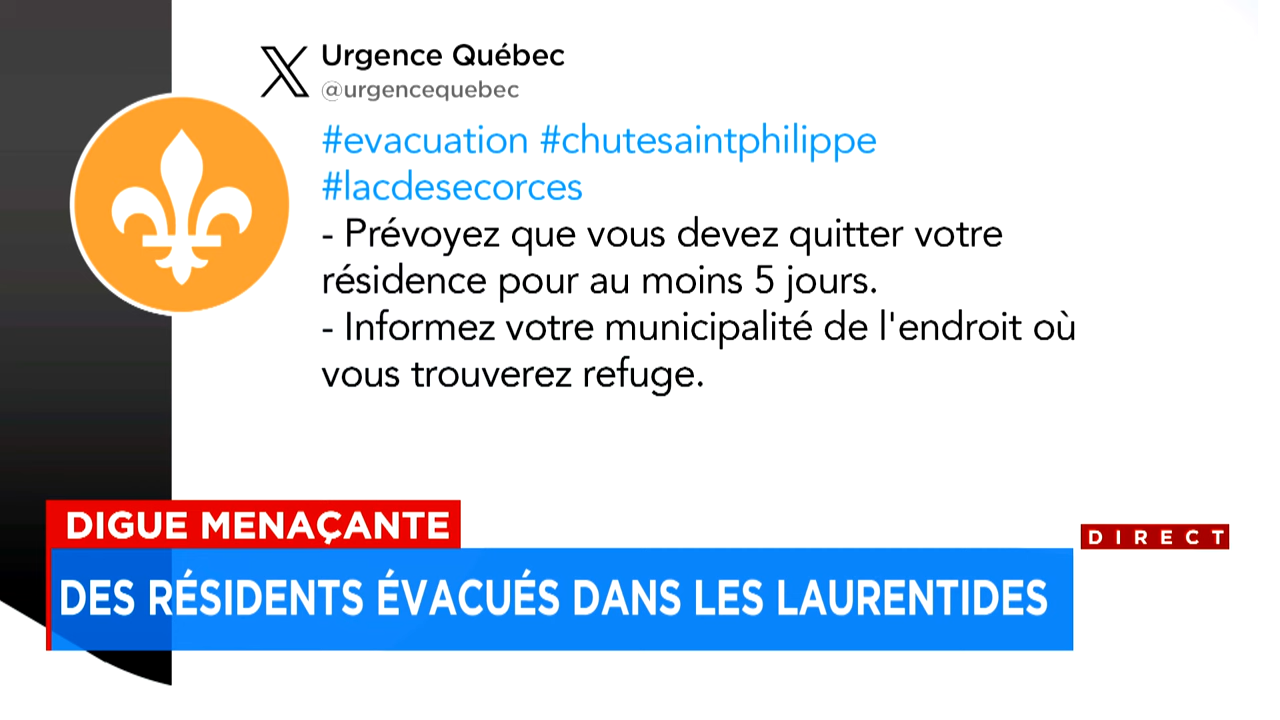 Urgence Québec
@urgencequebec
#evacuation #chutesaintphilippe
#lacdesecorces
- Prévoyez que vous devez quitter votre
résidence pour au moins 5 jours.
- Informez votre municipalité de l'endroit où
vous trouverez refuge.
DIGUE MENAÇANTE
DIRECT
DES RÉSIDENTS ÉVACUÉS DANS LES LAURENTIDES